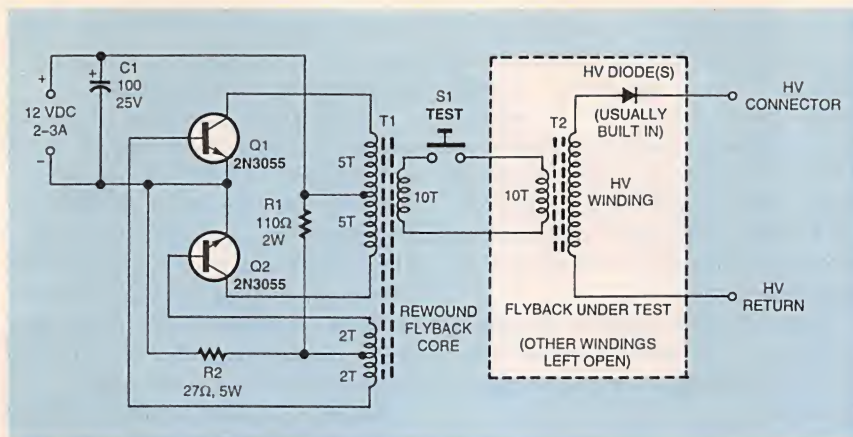 +
12 VDC
2–3A
−
+
C1
100
25V
Q1
2N3055
Q2
2N3055
R1
110Ω
2W
R2
27Ω, 5W
5T
5T
2T
2T
T1
10T
REWOUND
FLYBACK
CORE
S1
TEST
10T
T2
HV DIODE(S)
(USUALLY
BUILT IN)
HV
WINDING
FLYBACK UNDER TEST
(OTHER WINDINGS
LEFT OPEN)
HV
CONNECTOR
HV
RETURN